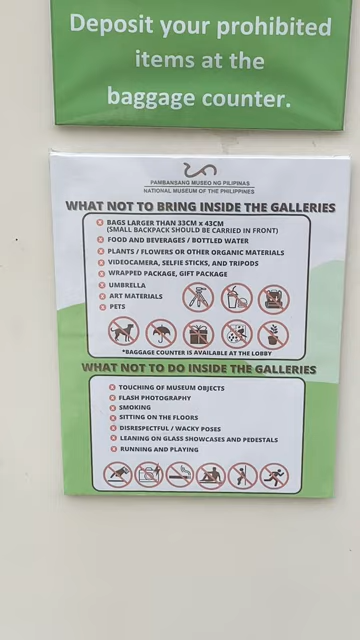 Deposit your prohibited
items at the
baggage counter.
PAMBANSANG MUSEO NG PILIPINAS
NATIONAL MUSEUM OF THE PHILIPPINES
WHAT NOT TO BRING INSIDE THE GALLERIES
BAGS LARGER THAN 33CM x 43CM
(SMALL BACKPACK SHOULD BE CARRIED IN FRONT)
FOOD AND BEVERAGES / BOTTLED WATER
PLANTS / FLOWERS OR OTHER ORGANIC MATERIALS
VIDEOCAMERA, SELFIE STICKS, AND TRIPODS
WRAPPED PACKAGE, GIFT PACKAGE
UMBRELLA
ART MATERIALS
PETS
*BAGGAGE COUNTER IS AVAILABLE AT THE LOBBY
WHAT NOT TO DO INSIDE THE GALLERIES
TOUCHING OF MUSEUM OBJECTS
FLASH PHOTOGRAPHY
SMOKING
SITTING ON THE FLOORS
DISRESPECTFUL / WACKY POSES
LEANING ON GLASS SHOWCASES AND PEDESTALS
RUNNING AND PLAYING